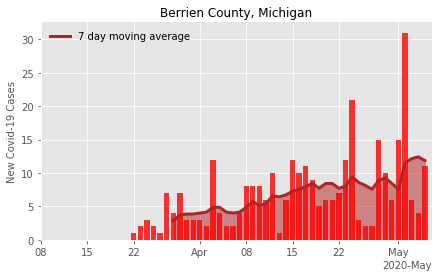 Berrien County, Michigan
7 day moving average
New Covid-19 Cases
30
25
20
15
10
5
0
08 15 22 Apr 08 15 22 May
2020-May